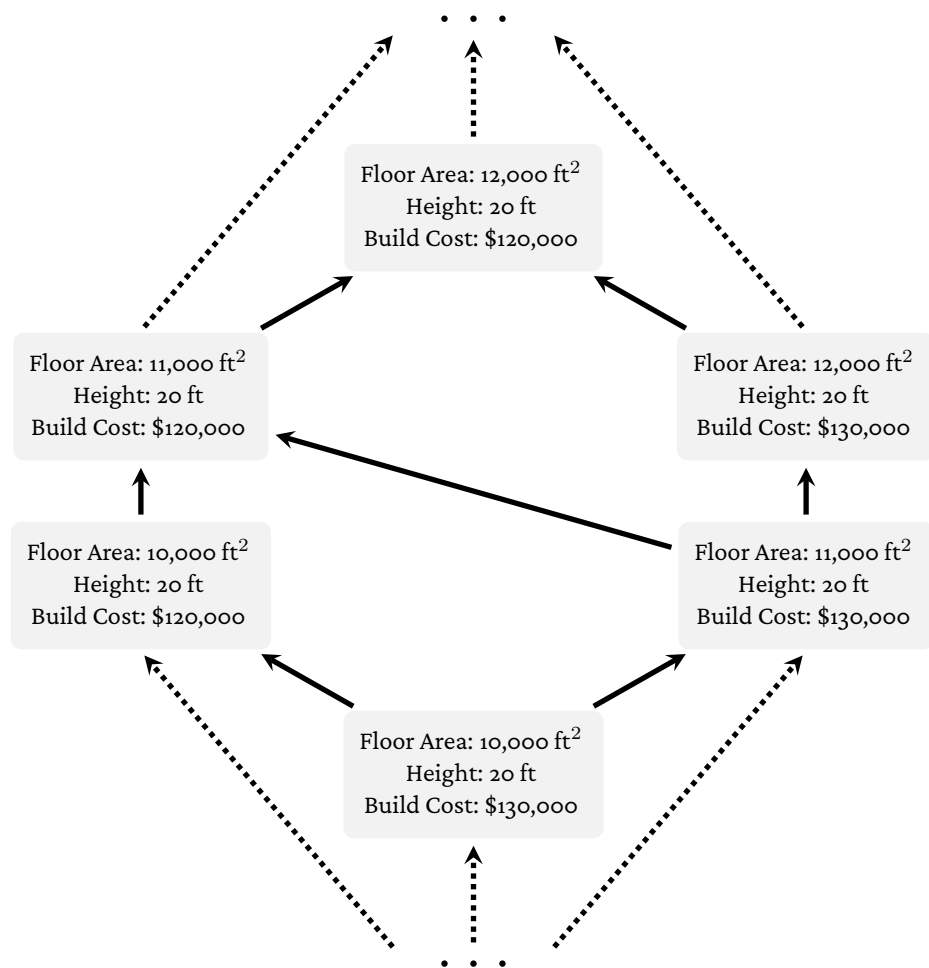 . . .
Floor Area: 12,000 ft²
Height: 20 ft
Build Cost: $120,000
Floor Area: 11,000 ft²
Height: 20 ft
Build Cost: $120,000
Floor Area: 12,000 ft²
Height: 20 ft
Build Cost: $130,000
Floor Area: 10,000 ft²
Height: 20 ft
Build Cost: $120,000
Floor Area: 11,000 ft²
Height: 20 ft
Build Cost: $130,000
Floor Area: 10,000 ft²
Height: 20 ft
Build Cost: $130,000
. . .